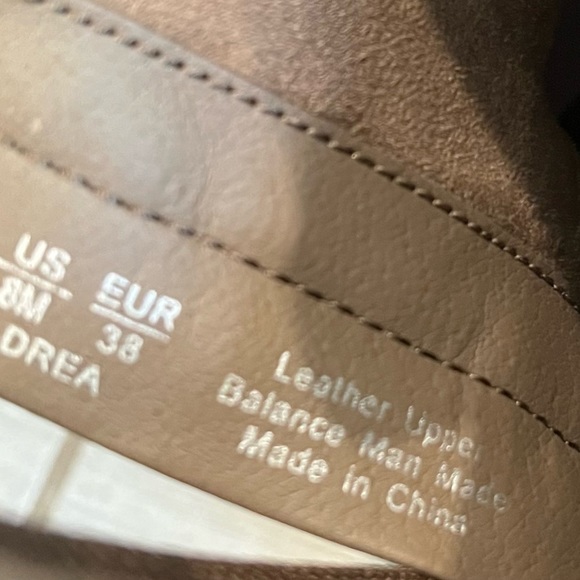 US EUR
8M 38
DREA
Leather Upper
Balance Man Made
Made in China